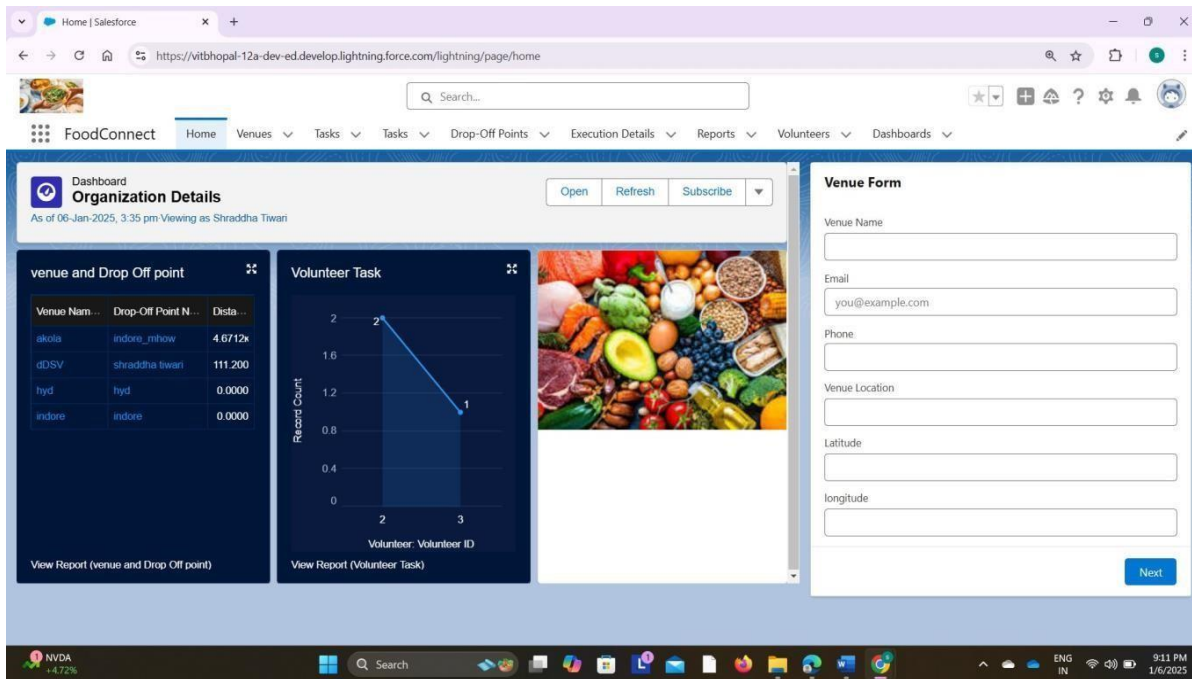 Home | Salesforce
https://vitbhopal-12a-dev-ed.develop.lightning.force.com/lightning/page/home
S
Search...
FoodConnect Home Venues Tasks Tasks Drop-Off Points Execution Details Reports Volunteers Dashboards
Dashboard
Organization Details
As of 06-Jan-2025, 3:35 pm·Viewing as Shraddha Tiwari
Open Refresh Subscribe
venue and Drop Off point
Venue Nam... Drop-Off Point N... Dista...
akola indore_mhow 4.6712K
dDSV shraddha tiwari 111.200
hyd hyd 0.0000
indore indore 0.0000
View Report (venue and Drop Off point)
Volunteer Task
Record Count
2
1.6
1.2
0.8
0.4
0
2
1
2 3
Volunteer: Volunteer ID
View Report (Volunteer Task)
Venue Form
Venue Name
Email
you@example.com
Phone
Venue Location
Latitude
longitude
Next
1
NVDA
+4.72%
Search
1
ENG
IN
9:11 PM
1/6/2025